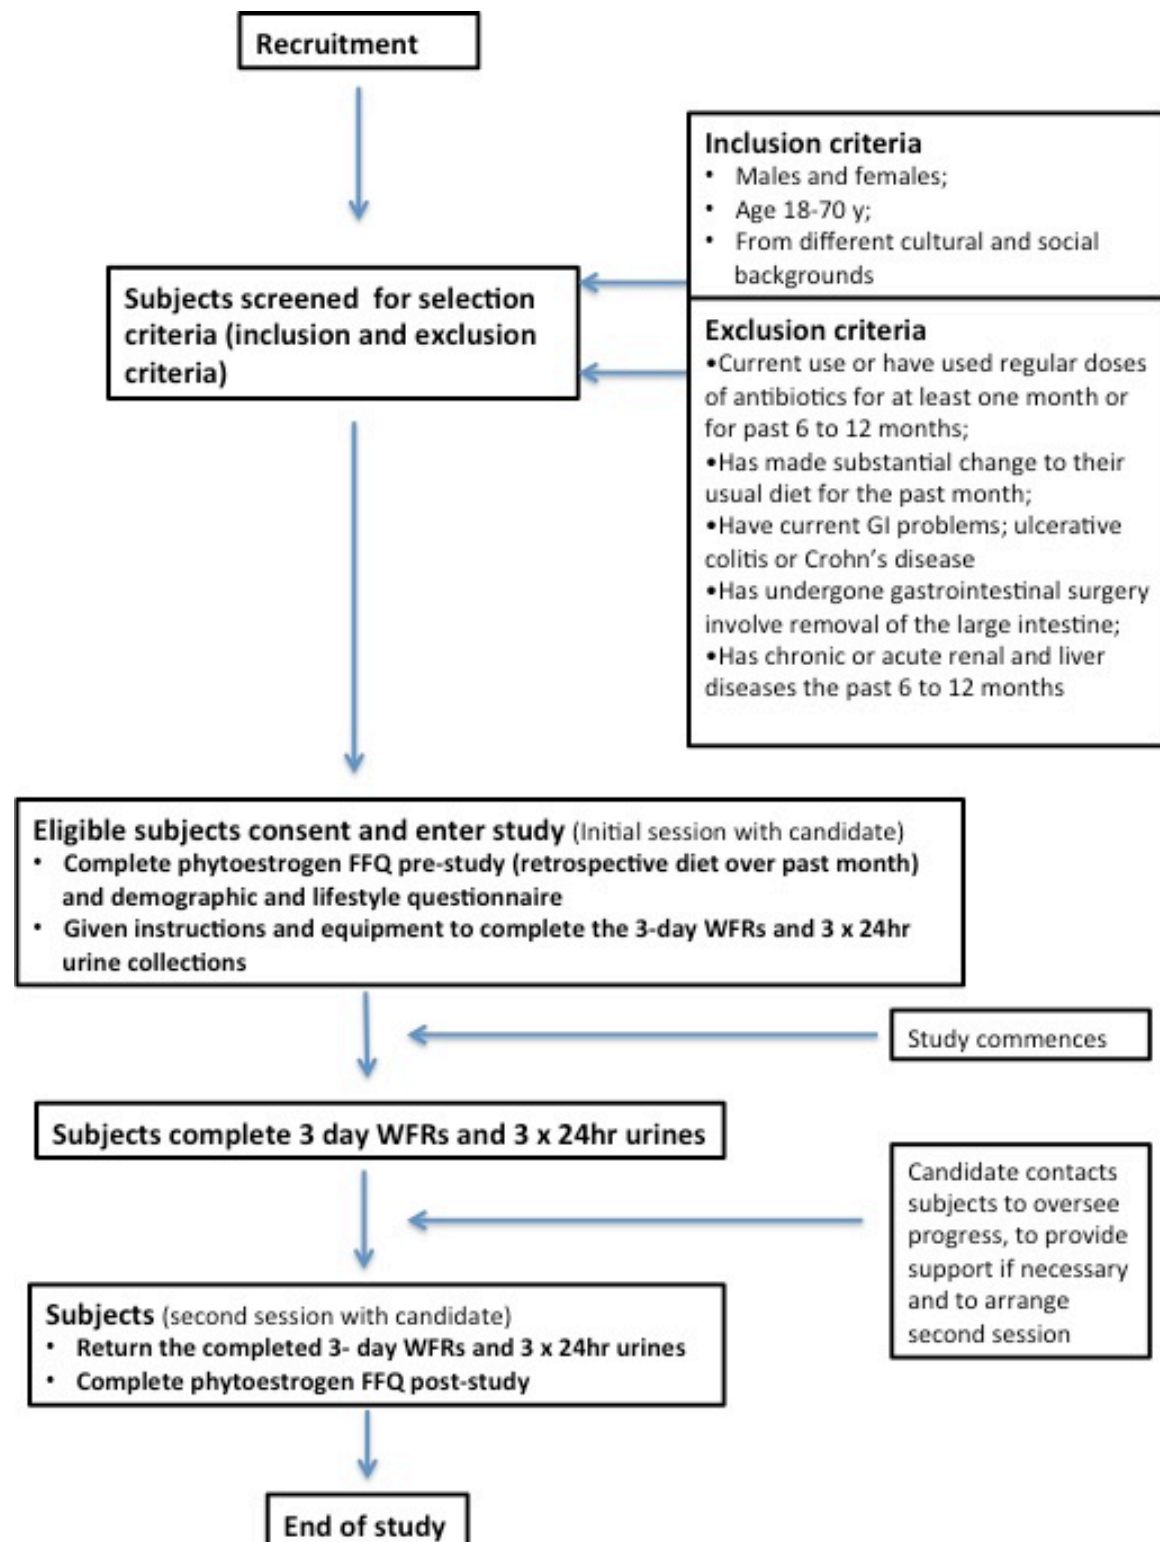 Recruitment
Inclusion criteria
• Males and females;
• Age 18-70 y;
• From different cultural and social
backgrounds
Subjects screened for selection
criteria (inclusion and exclusion
criteria)
Exclusion criteria
•Current use or have used regular doses
of antibiotics for at least one month or
for past 6 to 12 months;
•Has made substantial change to their
usual diet for the past month;
•Have current GI problems; ulcerative
colitis or Crohn's disease
•Has undergone gastrointestinal surgery
involve removal of the large intestine;
•Has chronic or acute renal and liver
diseases the past 6 to 12 months
Eligible subjects consent and enter study (Initial session with candidate)
• Complete phytoestrogen FFQ pre-study (retrospective diet over past month)
and demographic and lifestyle questionnaire
• Given instructions and equipment to complete the 3-day WFRs and 3 x 24hr
urine collections
Study commences
Subjects complete 3 day WFRs and 3 x 24hr urines
Candidate contacts
subjects to oversee
progress, to provide
support if necessary
and to arrange
second session
Subjects (second session with candidate)
• Return the completed 3- day WFRs and 3 x 24hr urines
• Complete phytoestrogen FFQ post-study
End of study